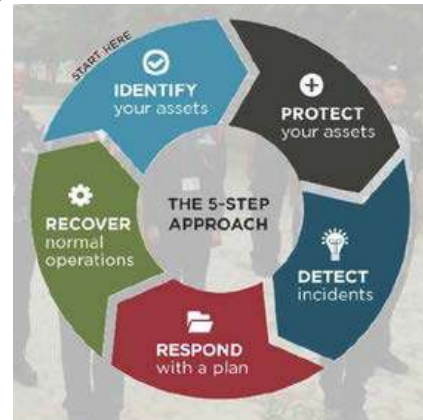 START HERE
IDENTIFY
your assets
PROTECT
your assets
DETECT
incidents
RESPOND
with a plan
RECOVER
normal
operations
THE 5-STEP
APPROACH